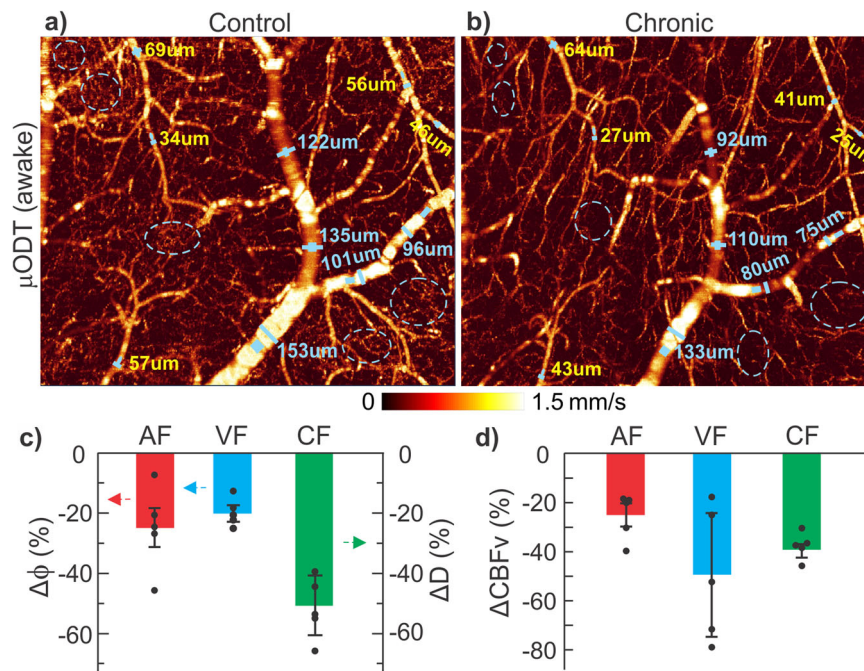 a) Control
b) Chronic
μODT (awake)
69um
56um
46um
34um
122um
135um
101um
96um
153um
57um
64um
41um
25um
27um
92um
110um
75um
80um
133um
43um
0 1.5 mm/s
c) AF VF CF
0
-20
-40
-60
Δϕ (%)
0
-20
-40
-60
ΔD (%)
d) AF VF CF
0
-20
-40
-60
-80
ΔCBFv (%)